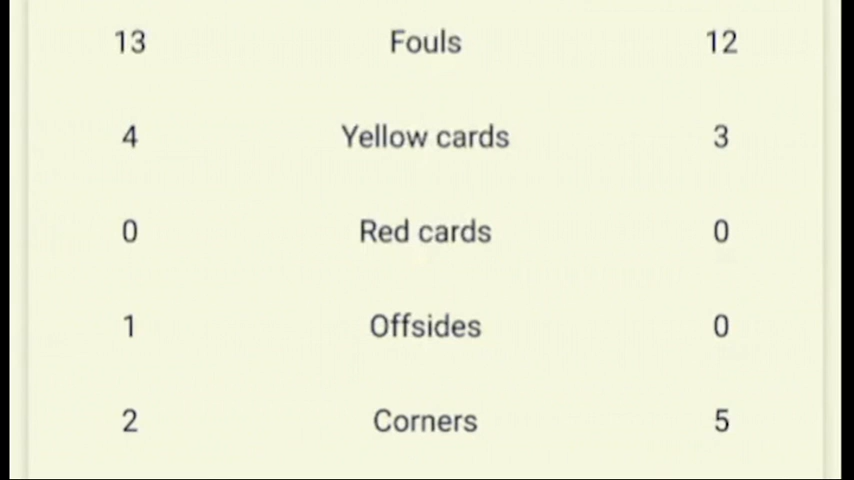 13 Fouls 12
4 Yellow cards 3
0 Red cards 0
1 Offsides 0
2 Corners 5